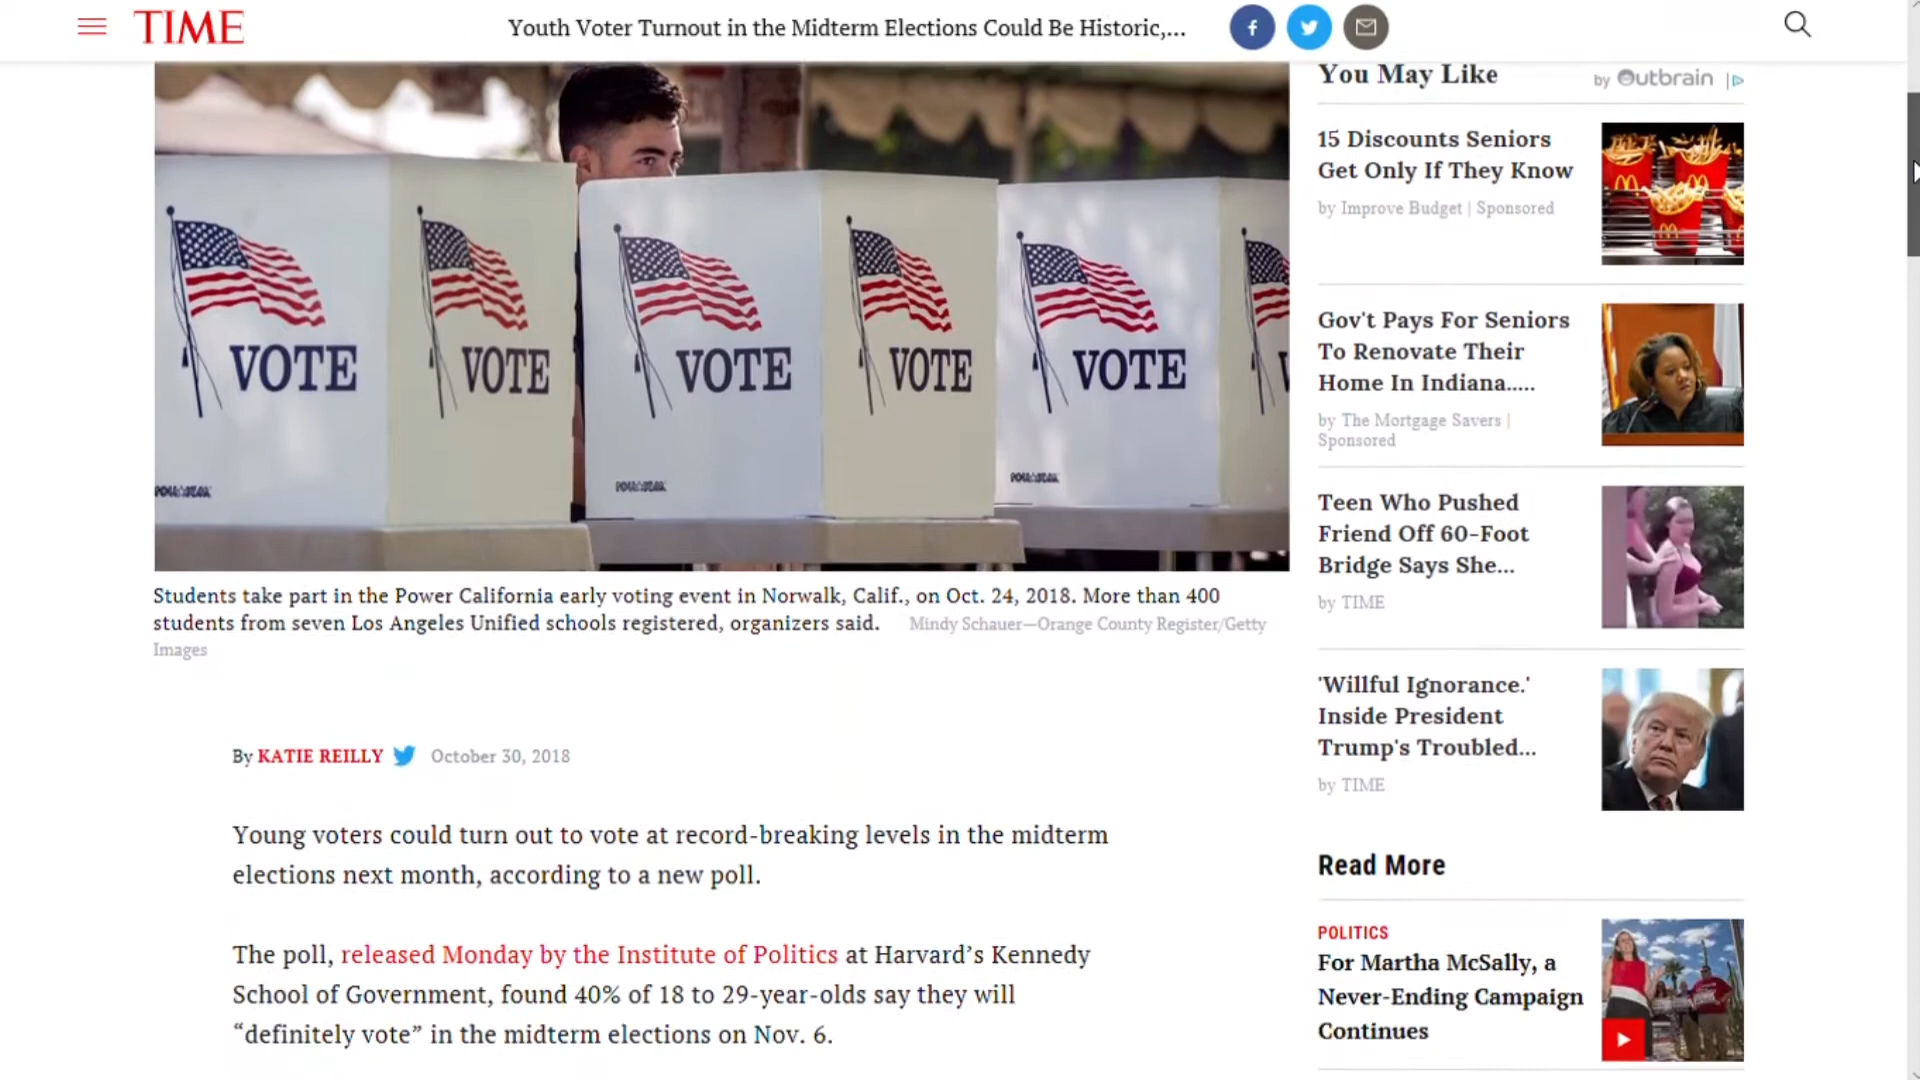 TIME
Youth Voter Turnout in the Midterm Elections Could Be Historic,...
VOTE
VOTE
VOTE
VOTE
VOTE
Students take part in the Power California early voting event in Norwalk, Calif., on Oct. 24, 2018. More than 400
students from seven Los Angeles Unified schools registered, organizers said. Mindy Schauer—Orange County Register/Getty
Images
By KATIE REILLY October 30, 2018
Young voters could turn out to vote at record-breaking levels in the midterm
elections next month, according to a new poll.
The poll, released Monday by the Institute of Politics at Harvard’s Kennedy
School of Government, found 40% of 18 to 29-year-olds say they will
“definitely vote” in the midterm elections on Nov. 6.
You May Like
by Outbrain
15 Discounts Seniors
Get Only If They Know
by Improve Budget | Sponsored
Gov't Pays For Seniors
To Renovate Their
Home In Indiana.....
by The Mortgage Savers |
Sponsored
Teen Who Pushed
Friend Off 60-Foot
Bridge Says She...
by TIME
'Willful Ignorance.'
Inside President
Trump's Troubled...
by TIME
Read More
POLITICS
For Martha McSally, a
Never-Ending Campaign
Continues